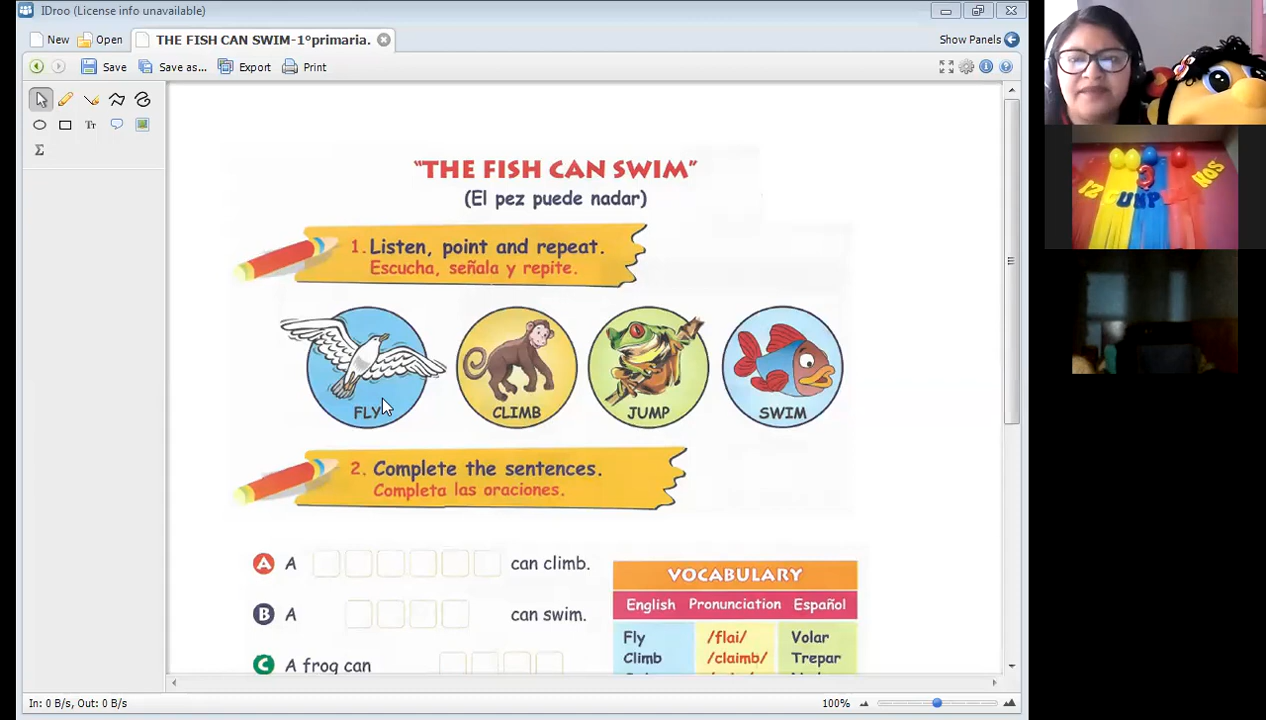 IDroo (License info unavailable)
New Open THE FISH CAN SWIM-1°primaria. Show Panels
Save Save as... Export Print
Tr
Σ
"THE FISH CAN SWIM"
(El pez puede nadar)
1. Listen, point and repeat.
Escucha, señala y repite.
FLY CLIMB JUMP SWIM
2. Complete the sentences.
Completa las oraciones.
A A can climb.
B A can swim.
C A frog can
VOCABULARY
English Pronunciation Español
Fly /flai/ Volar
Climb /claimb/ Trepar
In: 0 B/s, Out: 0 B/s 100%